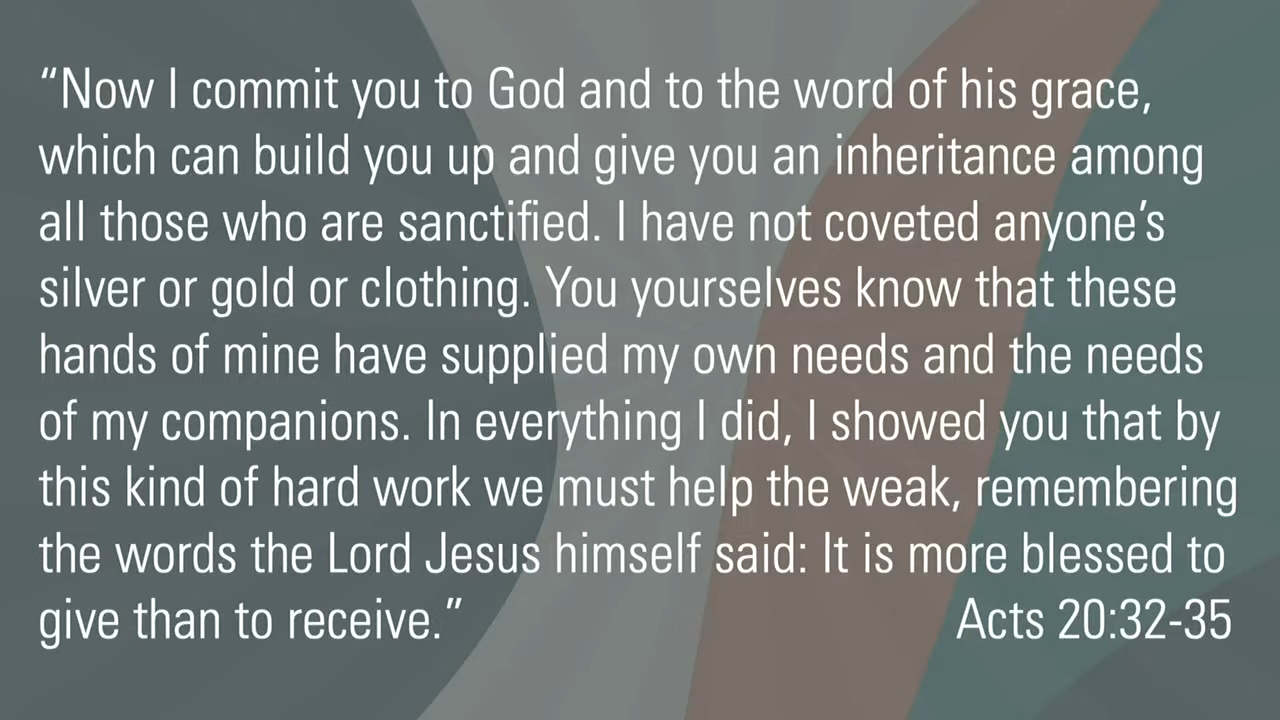 “Now I commit you to God and to the word of his grace,
which can build you up and give you an inheritance among
all those who are sanctified. I have not coveted anyone’s
silver or gold or clothing. You yourselves know that these
hands of mine have supplied my own needs and the needs
of my companions. In everything I did, I showed you that by
this kind of hard work we must help the weak, remembering
the words the Lord Jesus himself said: It is more blessed to
give than to receive.” Acts 20:32-35